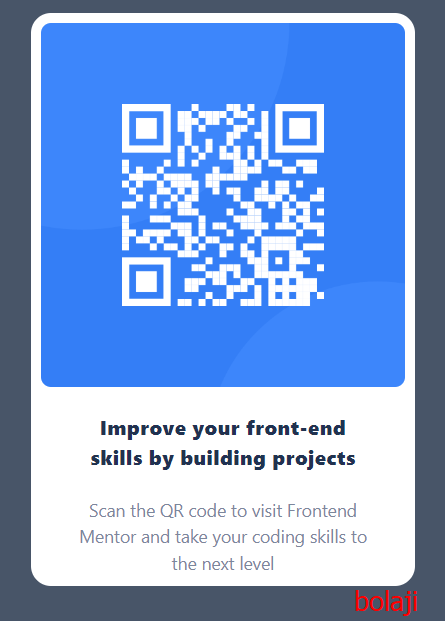 Improve your front-end
skills by building projects
Scan the QR code to visit Frontend
Mentor and take your coding skills to
the next level
bolaji